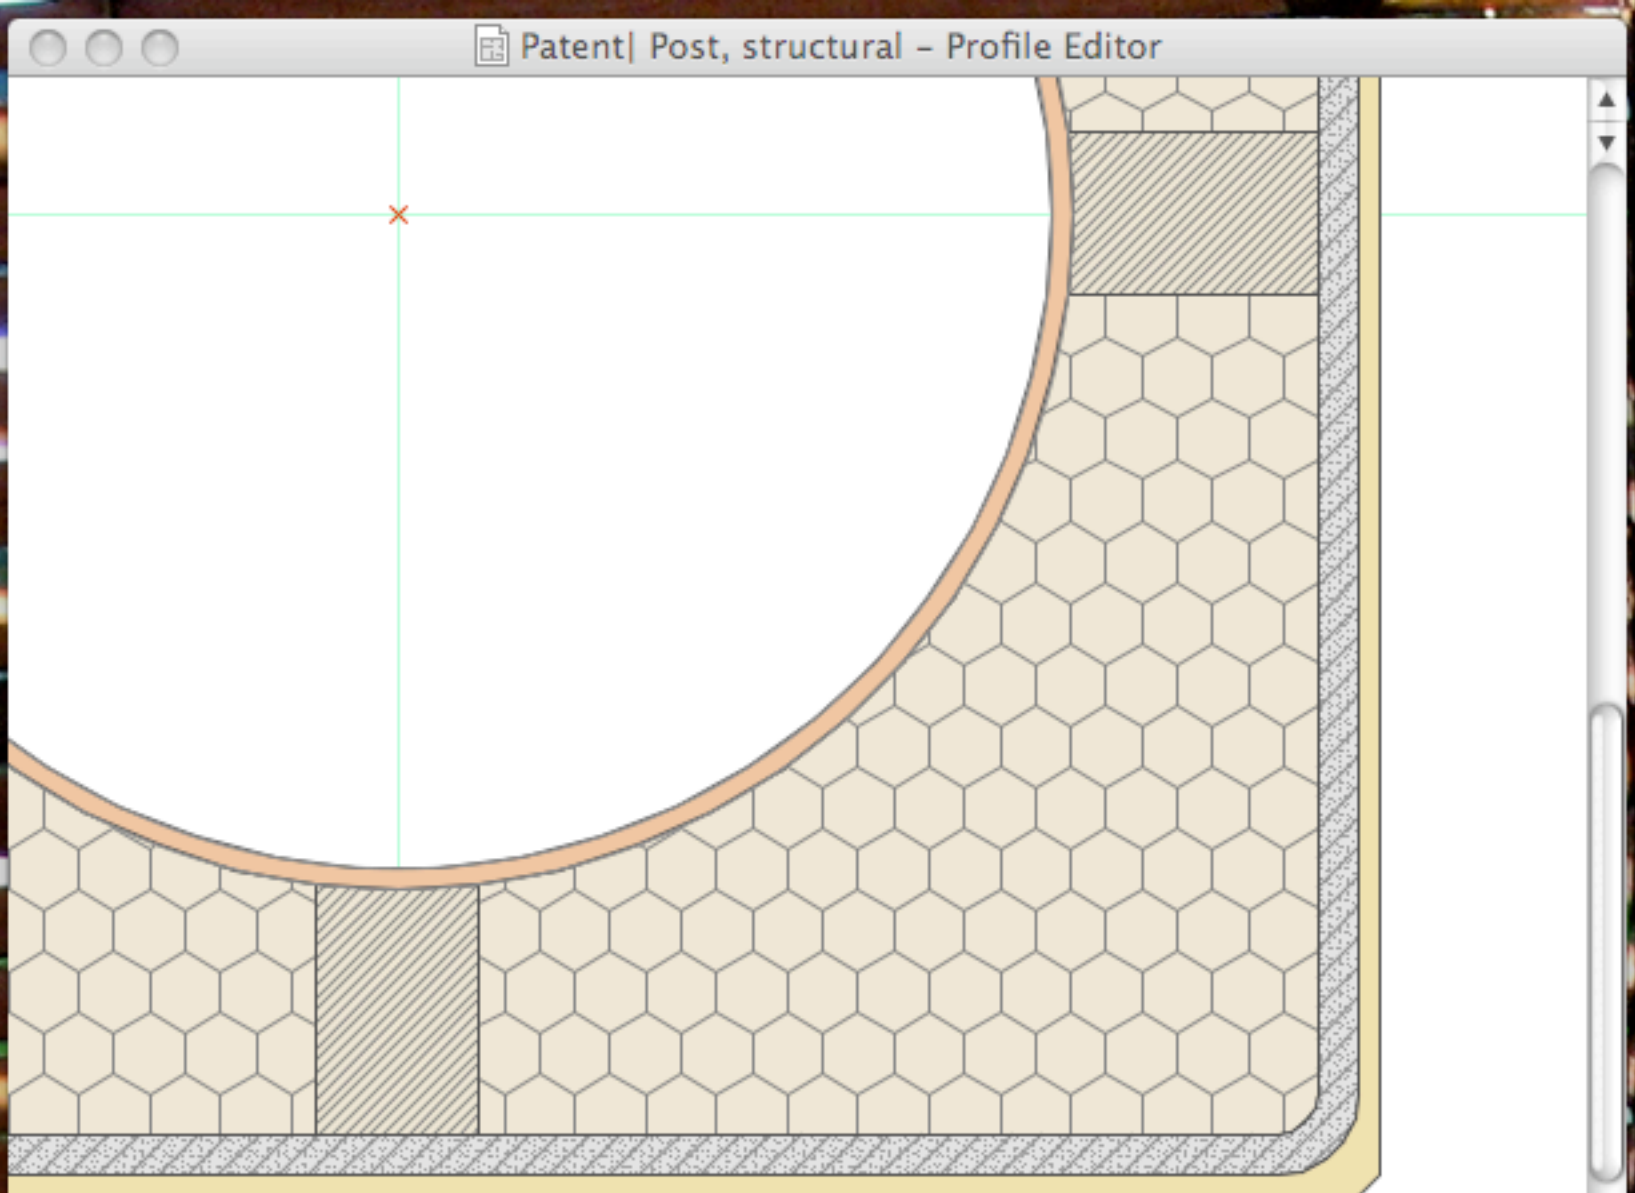 Patent| Post, structural – Profile Editor